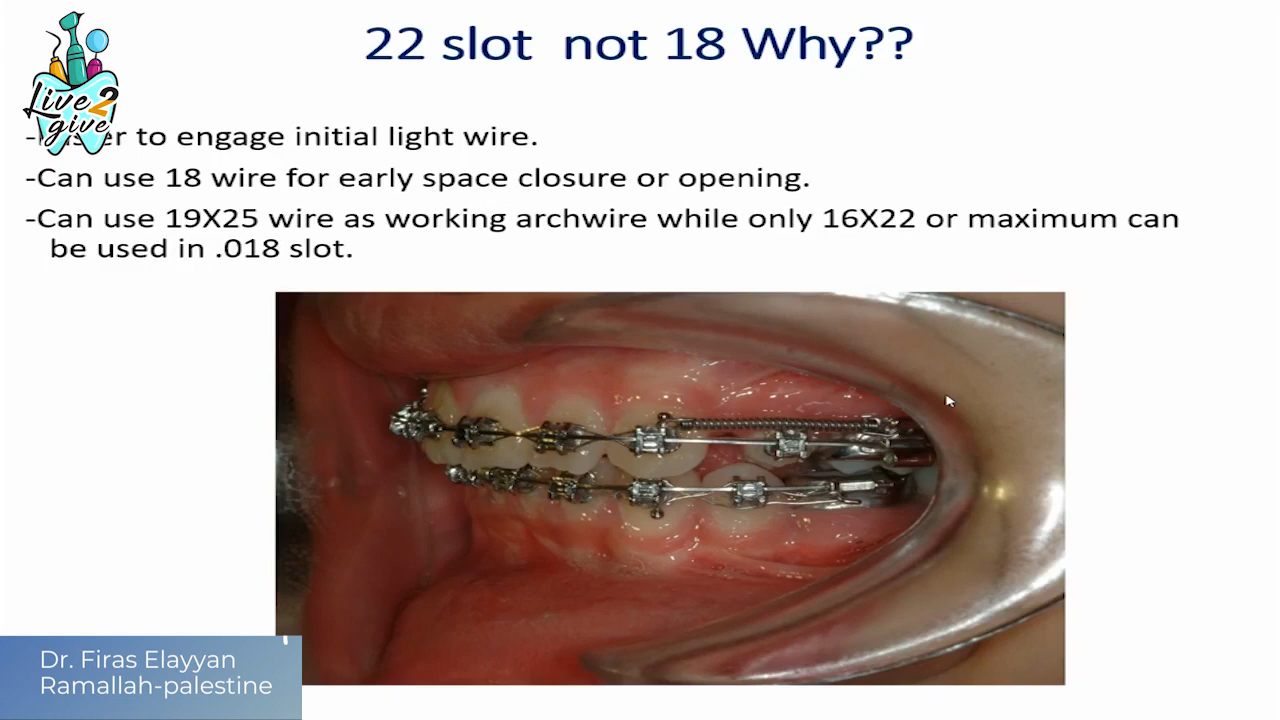 22 slot not 18 Why??
Live 2
give
to engage initial light wire.
-Can use 18 wire for early space closure or opening.
-Can use 19X25 wire as working archwire while only 16X22 or maximum can
be used in .018 slot.
Dr. Firas Elayyan
Ramallah-palestine